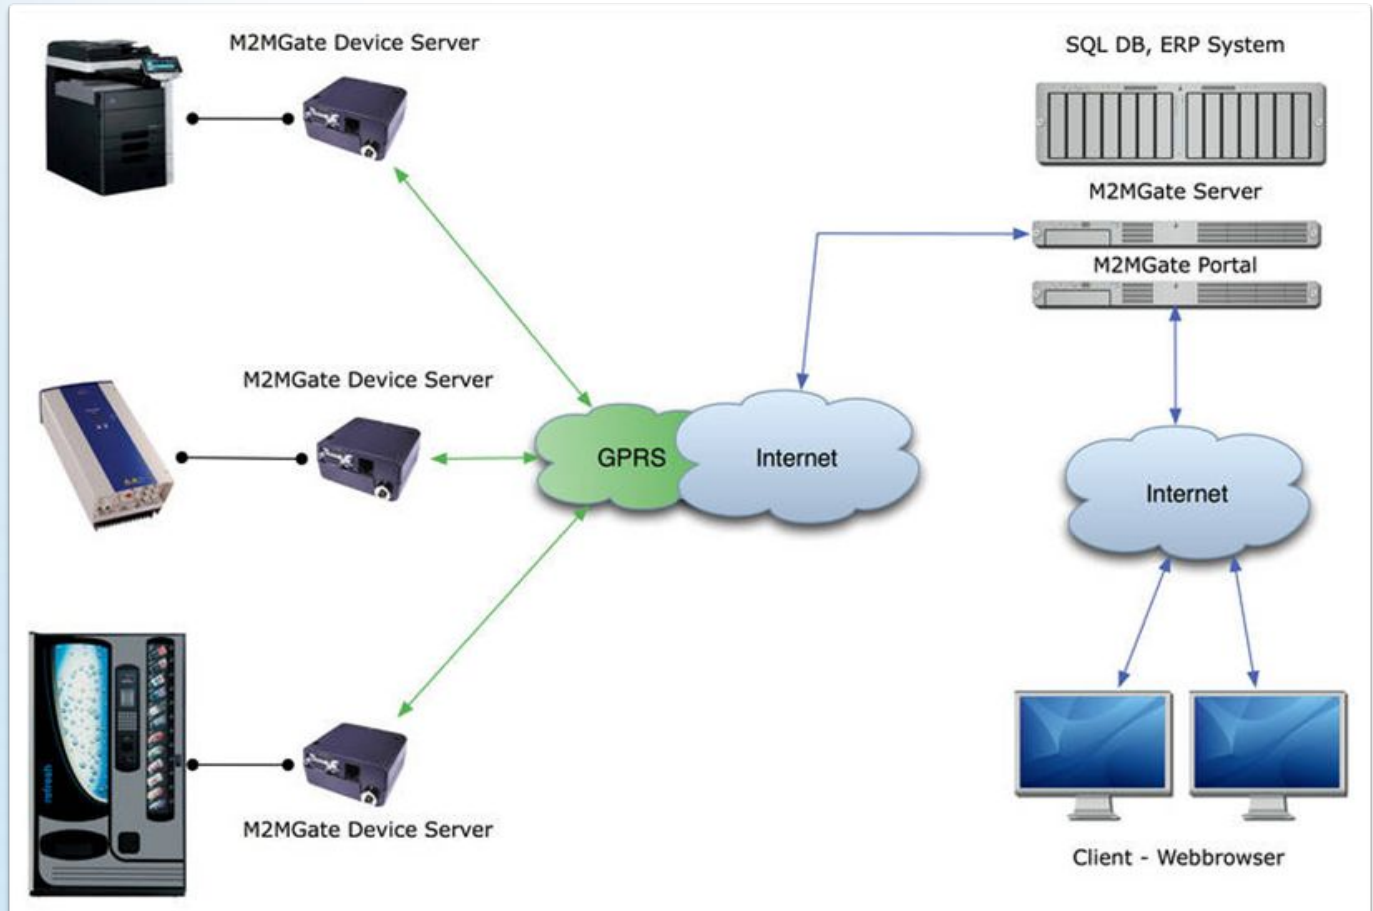 M2MGate Device Server
SQL DB, ERP System
M2MGate Server
M2MGate Portal
M2MGate Device Server
GPRS
Internet
Internet
refresh
M2MGate Device Server
Client - Webbrowser